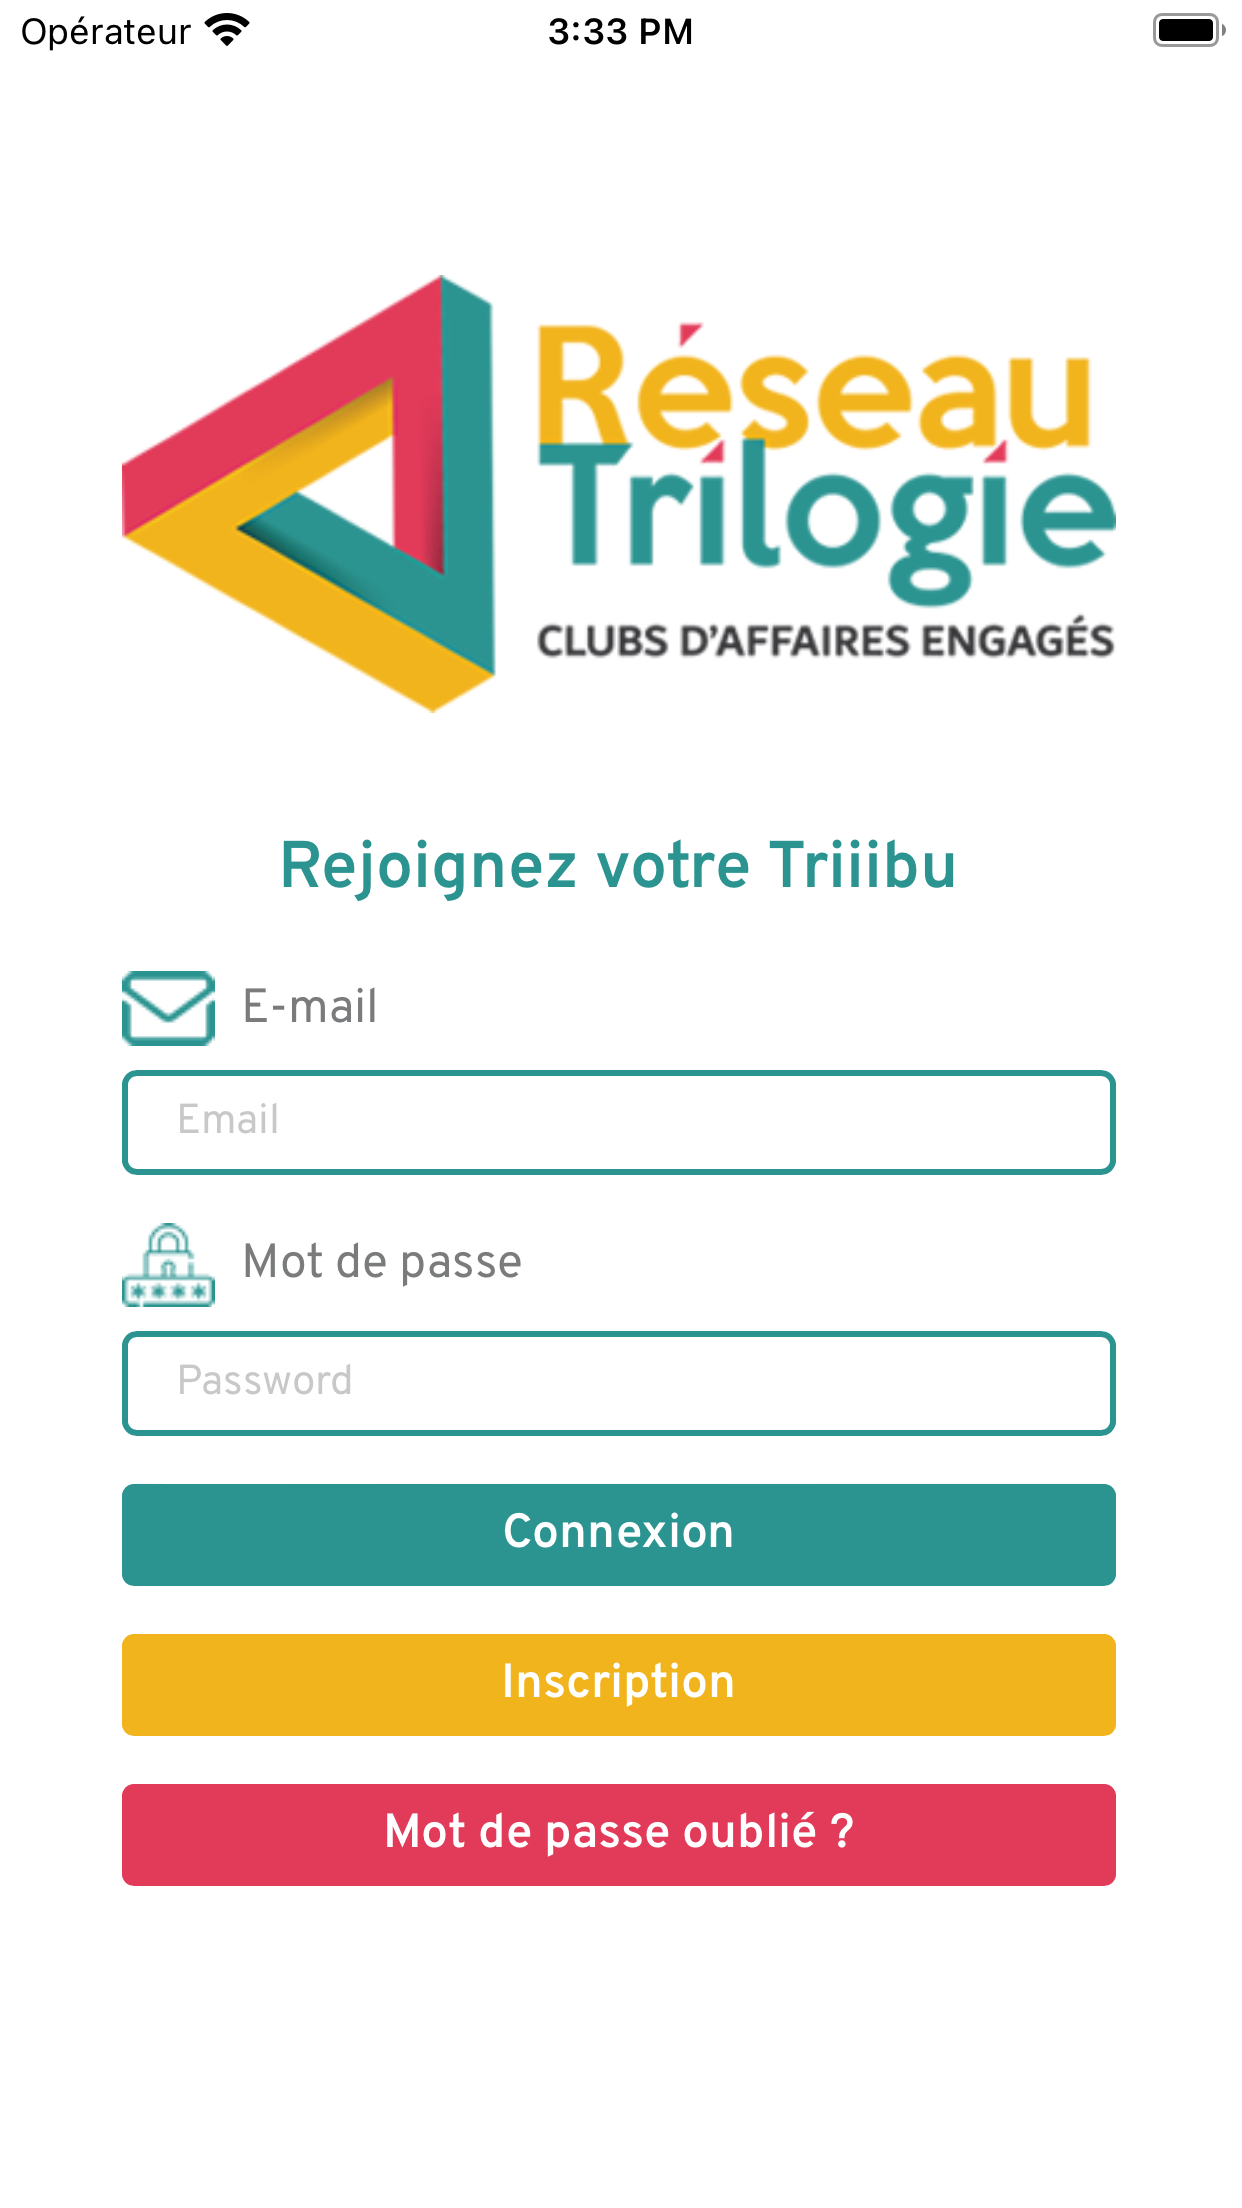 Opérateur 3:33 PM
Réseau
Trilogie
CLUBS D'AFFAIRES ENGAGÉS
Rejoignez votre Triiibu
E-mail
Email
Mot de passe
****
Password
Connexion
Inscription
Mot de passe oublié ?